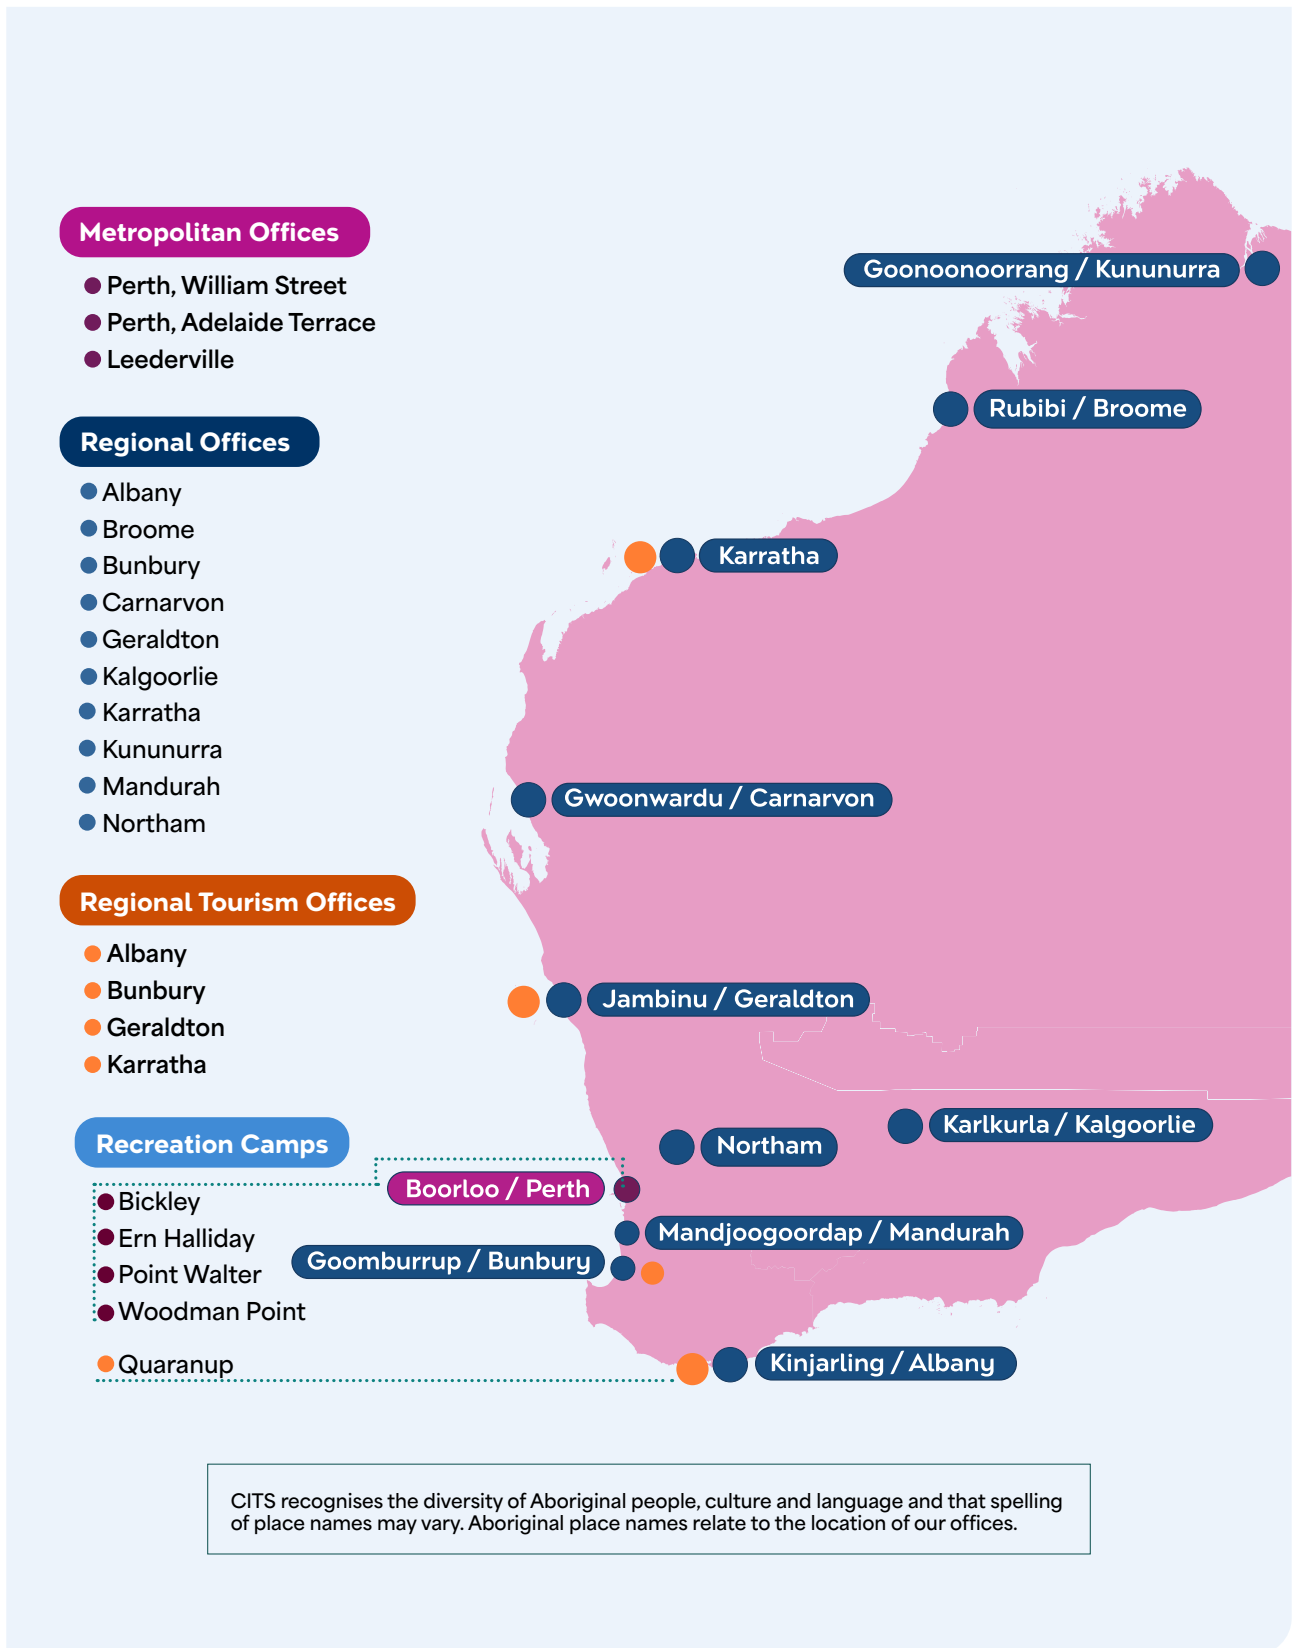 Metropolitan Offices
Perth, William Street
Perth, Adelaide Terrace
Leederville
Regional Offices
Albany
Broome
Bunbury
Carnarvon
Geraldton
Kalgoorlie
Karratha
Kununurra
Mandurah
Northam
Regional Tourism Offices
Albany
Bunbury
Geraldton
Karratha
Recreation Camps
Bickley
Ern Halliday
Point Walter
Woodman Point
Quaranup
Goonoonoorrang / Kununurra
Rubibi / Broome
Karratha
Gwoonwardu / Carnarvon
Jambinu / Geraldton
Karlkurla / Kalgoorlie
Northam
Boorloo / Perth
Mandjoogoordap / Mandurah
Goomburrup / Bunbury
Kinjarling / Albany
CITS recognises the diversity of Aboriginal people, culture and language and that spelling
of place names may vary. Aboriginal place names relate to the location of our offices.